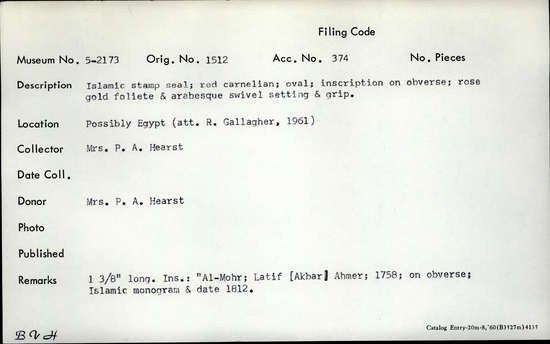 Filing Code
Museum No. 5-2173 Orig. No. 1512 Acc. No. 374 No. Pieces
Description Islamic stamp seal; red carnelian; oval; inscription on obverse; rose
gold foliete & arabesque swivel setting & grip.
Location Possibly Egypt (att. R. Gallagher, 1961)
Collector Mrs. P. A. Hearst
Date Coll.
Donor Mrs. P. A. Hearst
Photo
Published
Remarks 1 3/8" long. Ins.: "Al-Mohr; Latif [Akbar] Ahmer; 1758; on obverse;
Islamic monogram & date 1812.
B V H Catalog Entry-20m-8,'60(B3527m)4135